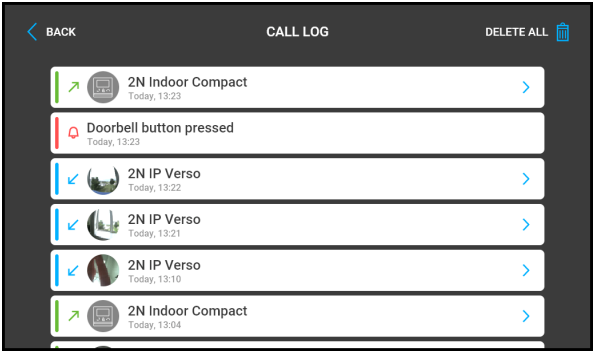 BACK
CALL LOG
DELETE ALL
2N Indoor Compact
Today, 13:23
Doorbell button pressed
Today, 13:23
2N IP Verso
Today, 13:22
2N IP Verso
Today, 13:21
2N IP Verso
Today, 13:10
2N Indoor Compact
Today, 13:04